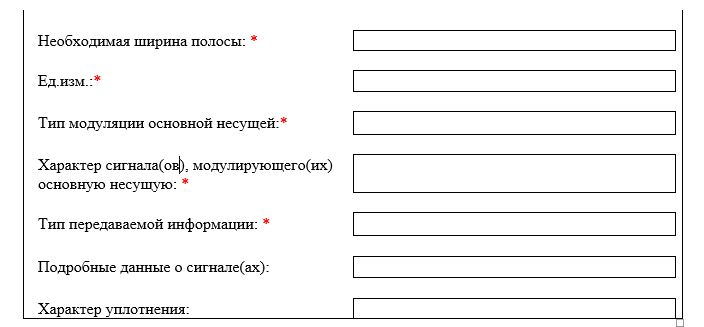 Необходимая ширина полосы: *
Ед.изм.:*
Тип модуляции основной несущей:*
Характер сигнала(ов), модулирующего(их)
основную несущую: *
Тип передаваемой информации: *
Подробные данные о сигнале(ах):
Характер уплотнения: